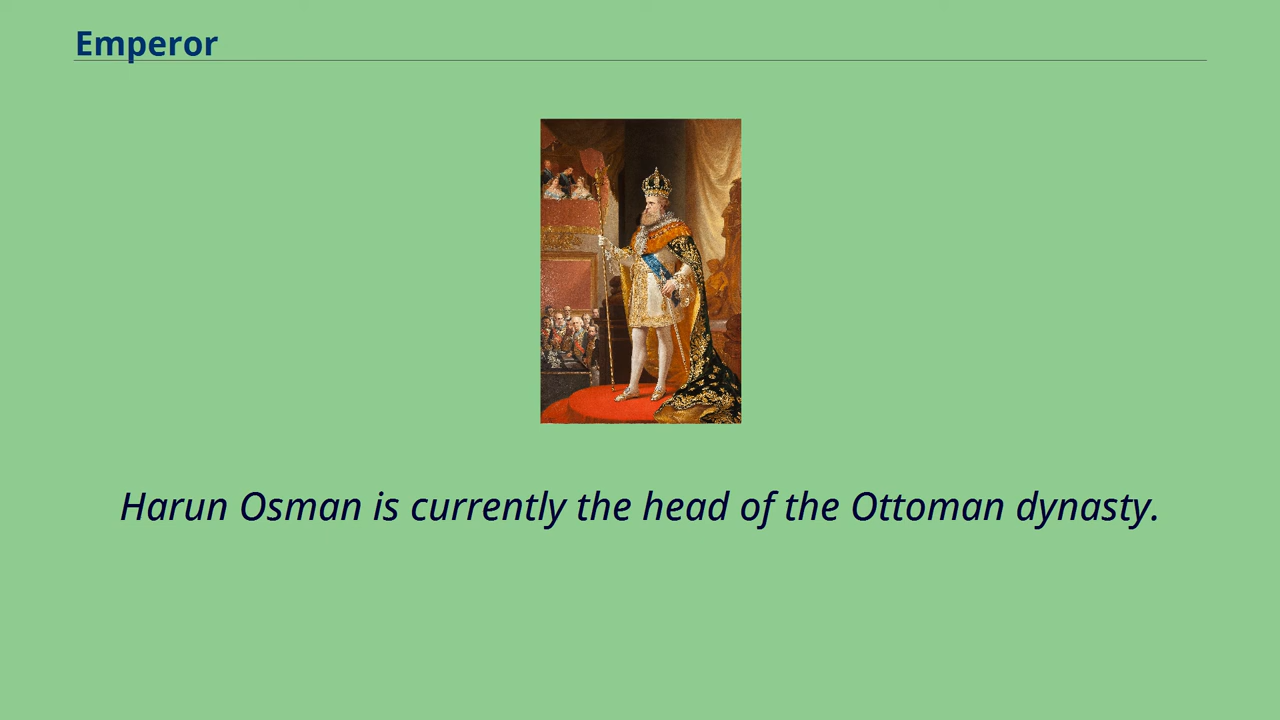 Emperor
Harun Osman is currently the head of the Ottoman dynasty.